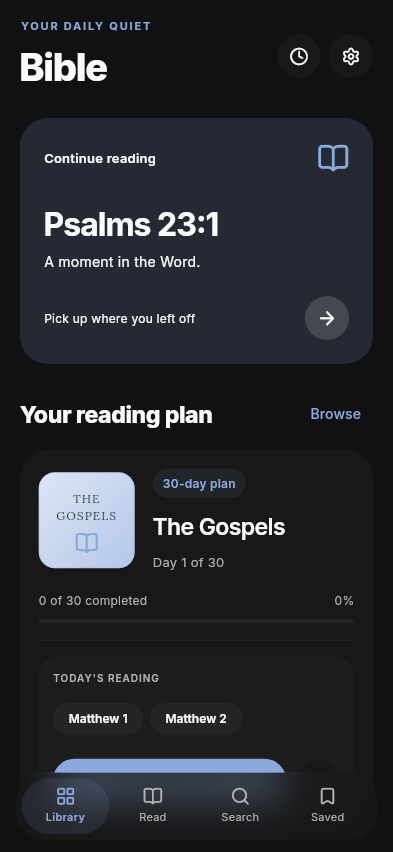 YOUR DAILY QUIET
Bible
Continue reading
Psalms 23:1
A moment in the Word.
Pick up where you left off
Your reading plan
Browse
THE
GOSPELS
30-day plan
The Gospels
Day 1 of 30
0 of 30 completed
0%
TODAY'S READING
Matthew 1
Matthew 2
Library
Read
Search
Saved